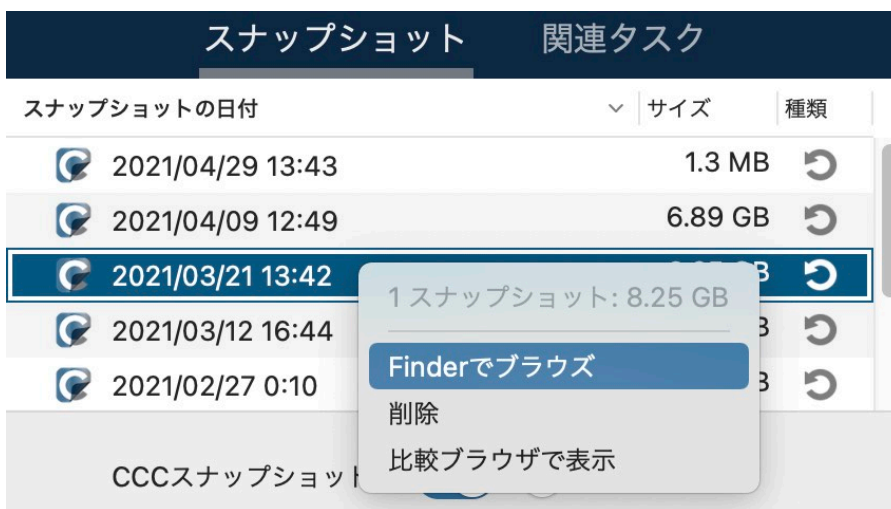 スナップショット 関連タスク
スナップショットの日付 サイズ 種類
2021/04/29 13:43 1.3 MB
2021/04/09 12:49 6.89 GB
2021/03/21 13:42
1 スナップショット: 8.25 GB
2021/03/12 16:44
Finderでブラウズ
2021/02/27 0:10
削除
比較ブラウザで表示
CCCスナップショット